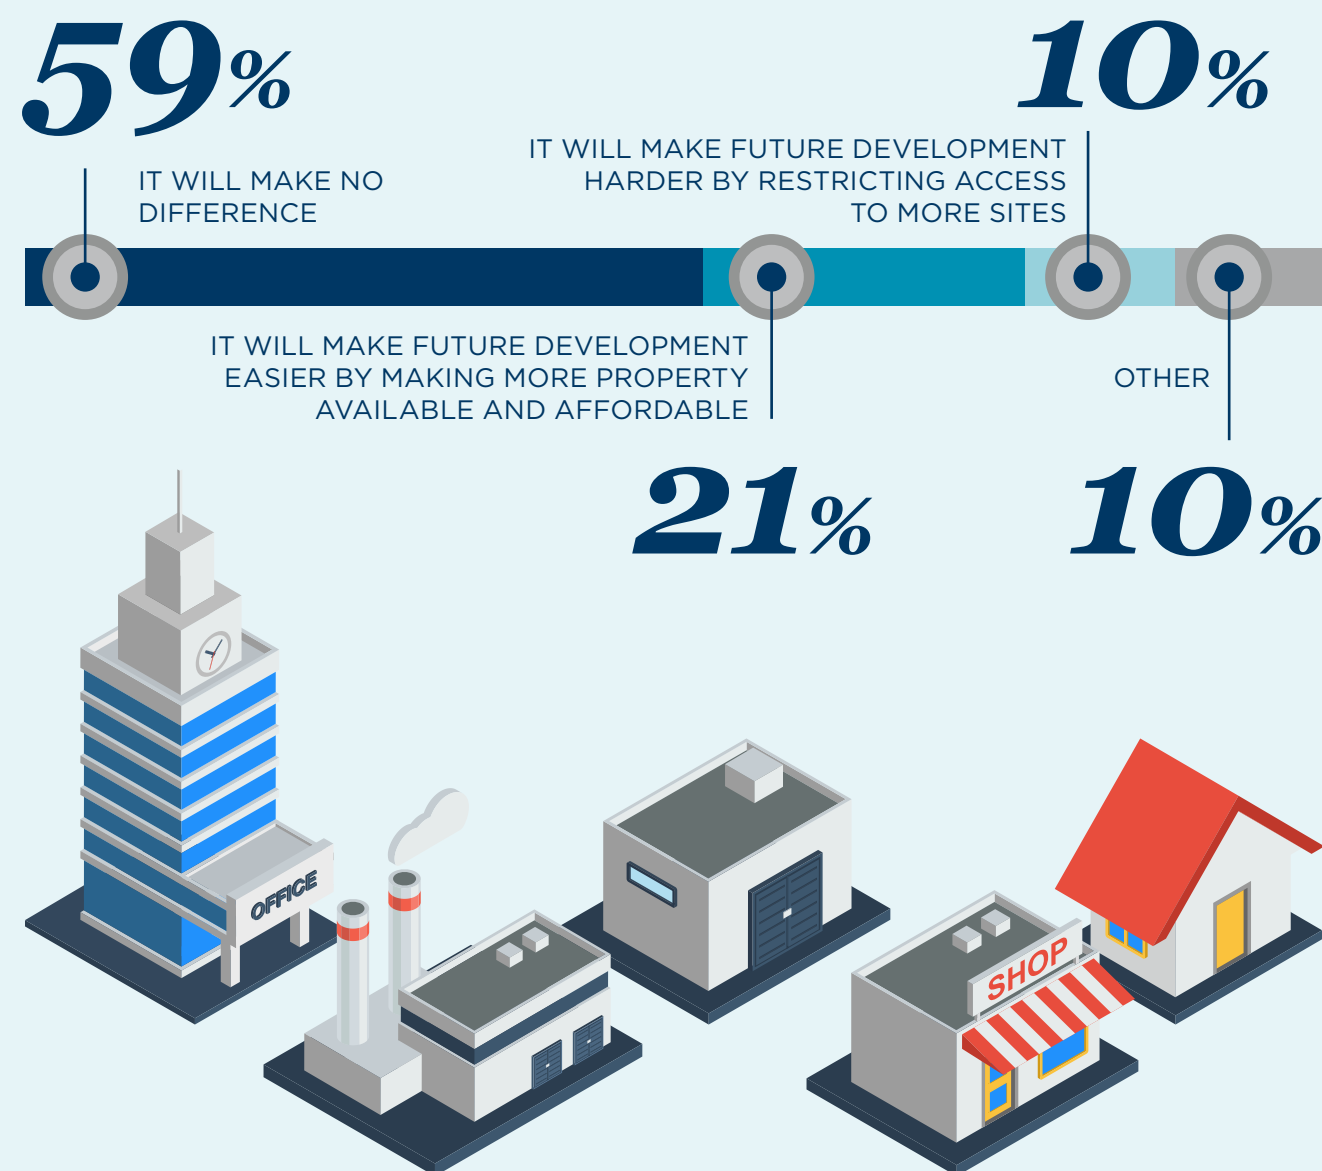 59%
IT WILL MAKE NO
DIFFERENCE
10%
IT WILL MAKE FUTURE DEVELOPMENT
HARDER BY RESTRICTING ACCESS
TO MORE SITES
IT WILL MAKE FUTURE DEVELOPMENT
EASIER BY MAKING MORE PROPERTY
AVAILABLE AND AFFORDABLE
21%
OTHER
10%
OFFICE
SHOP